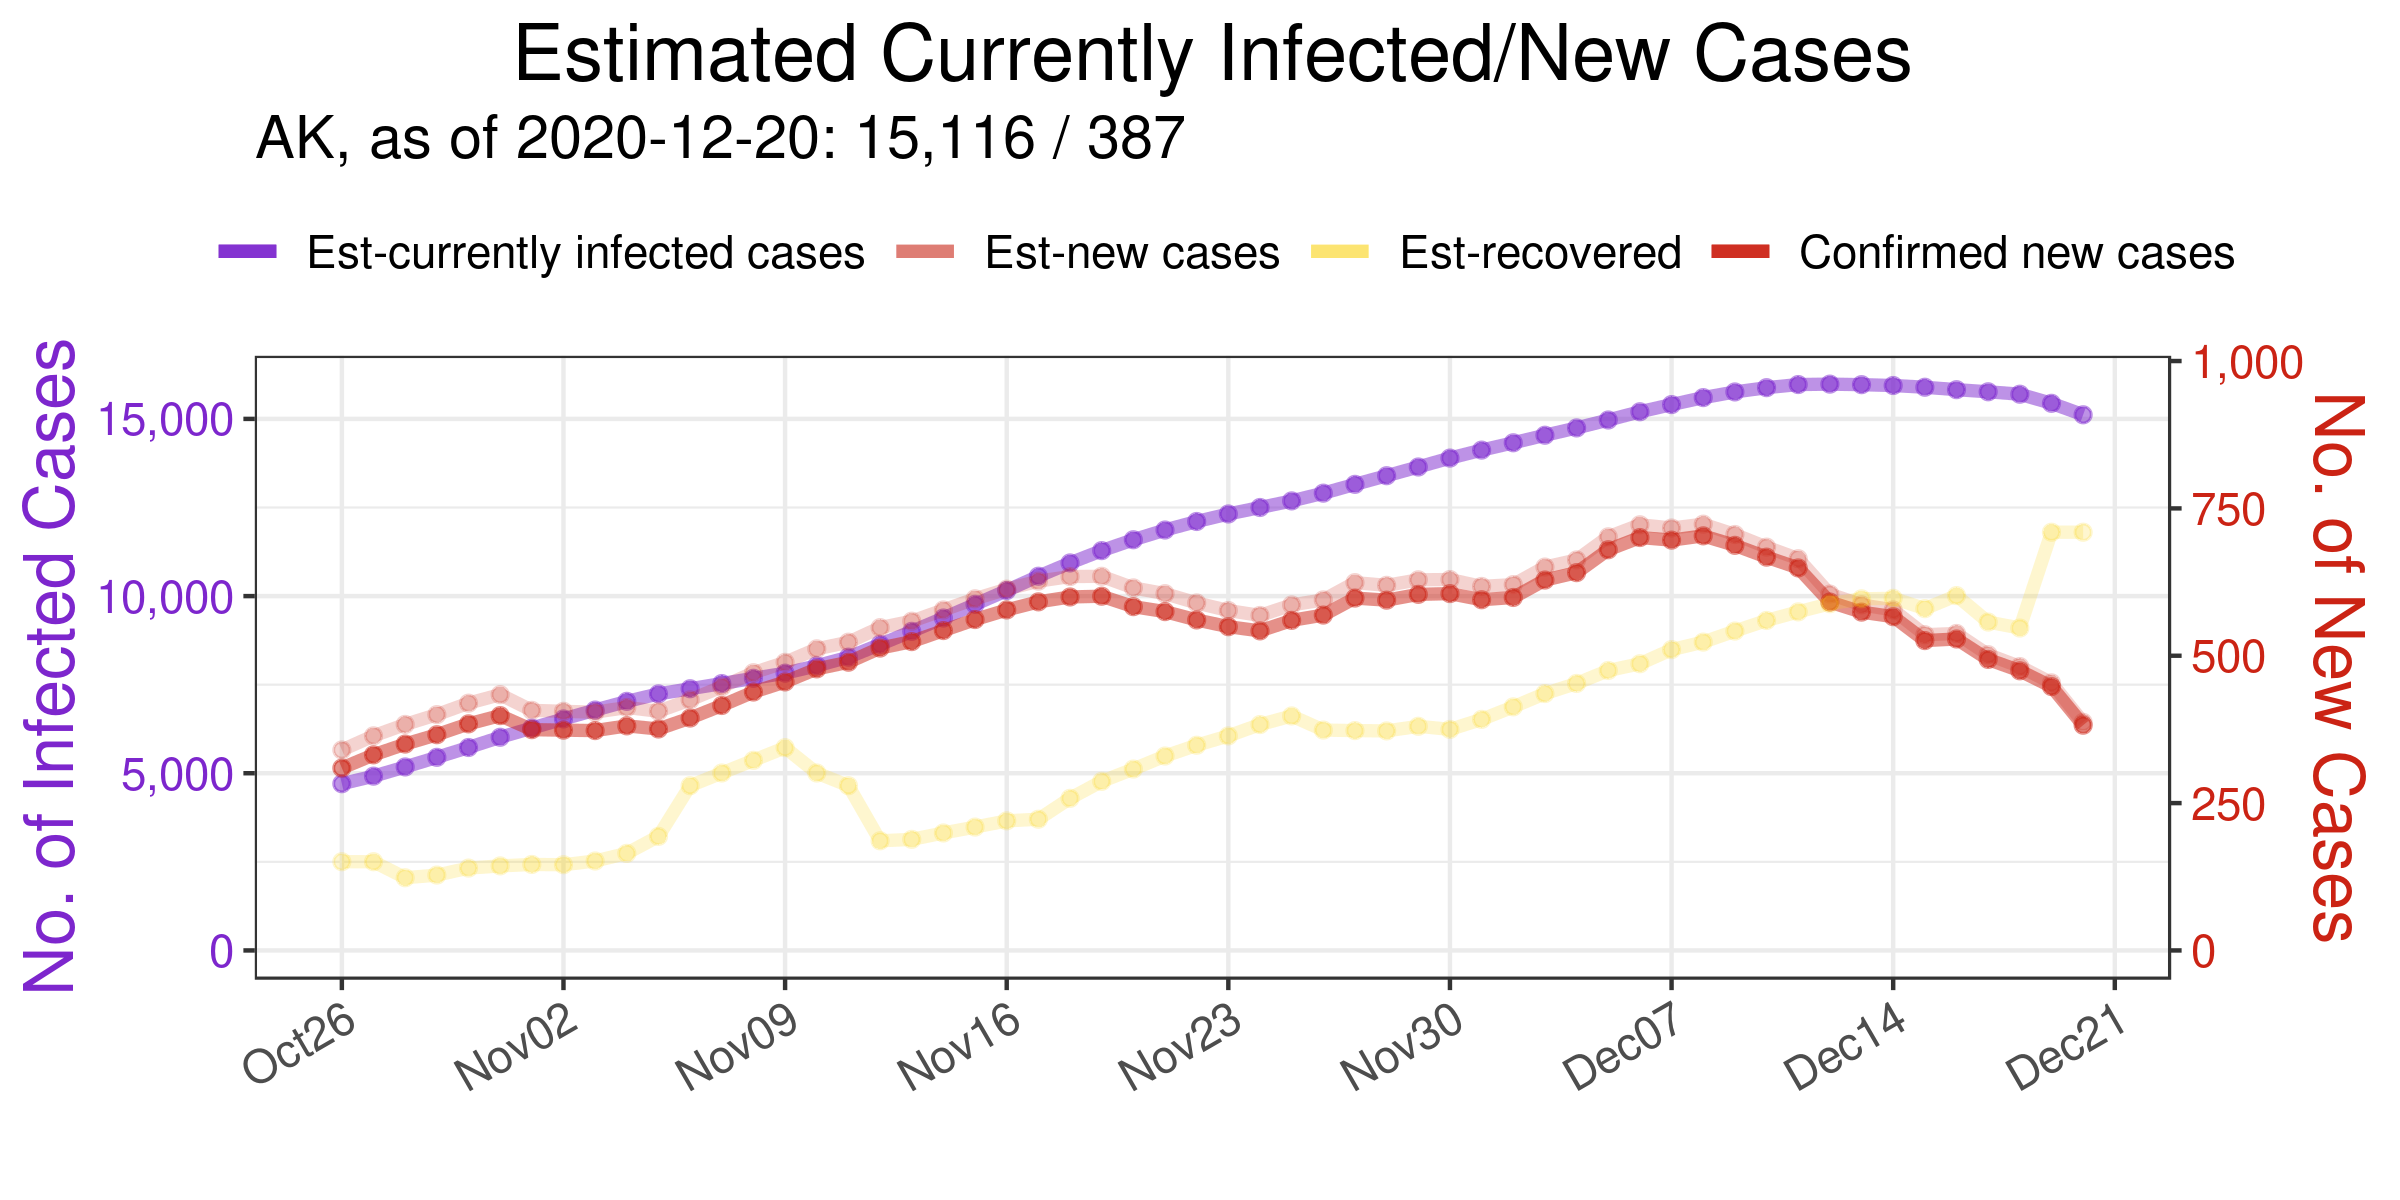 Estimated Currently Infected/New Cases
AK, as of 2020-12-20: 15,116 / 387
Est-currently infected cases Est-new cases Est-recovered Confirmed new cases
No. of Infected Cases
15,000
10,000
5,000
0
1,000
750
500
250
0
No. of New Cases
Oct26 Nov02 Nov09 Nov16 Nov23 Nov30 Dec07 Dec14 Dec21